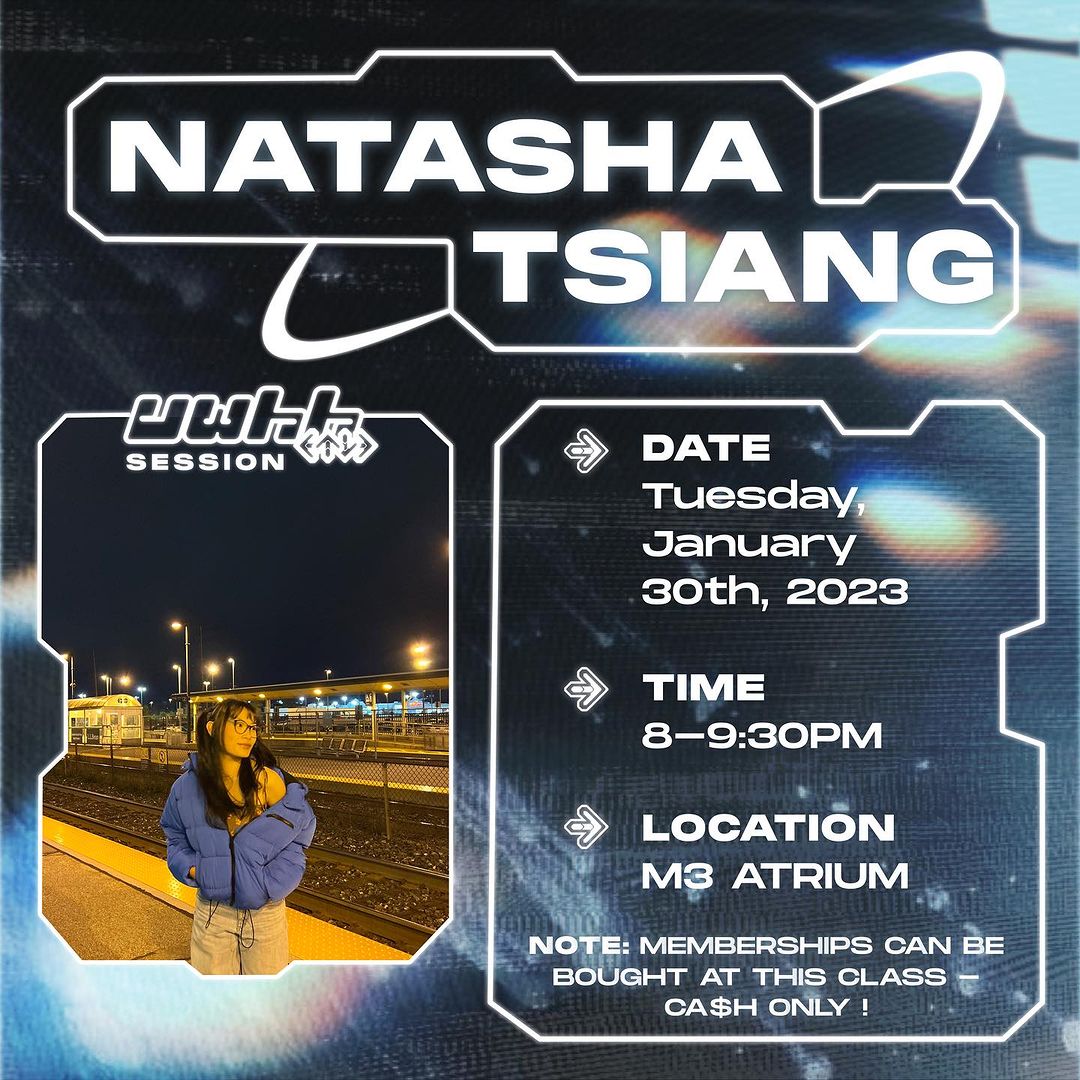 NATASHA
TSIANG
uwhh
SESSION
DATE
Tuesday,
January
30th, 2023
TIME
8–9:30PM
LOCATION
M3 ATRIUM
NOTE: MEMBERSHIPS CAN BE
BOUGHT AT THIS CLASS –
CA$H ONLY !